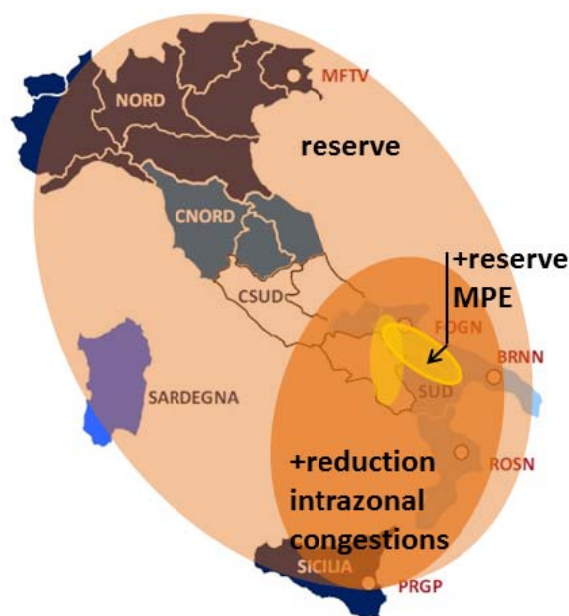 MFTV
NORD
reserve
CNORD
+reserve
MPE
CSUD
FOGN
BRNN
SUD
SARDEGNA
+reduction
intrazonal
congestions
ROSN
SICILIA
PRGP